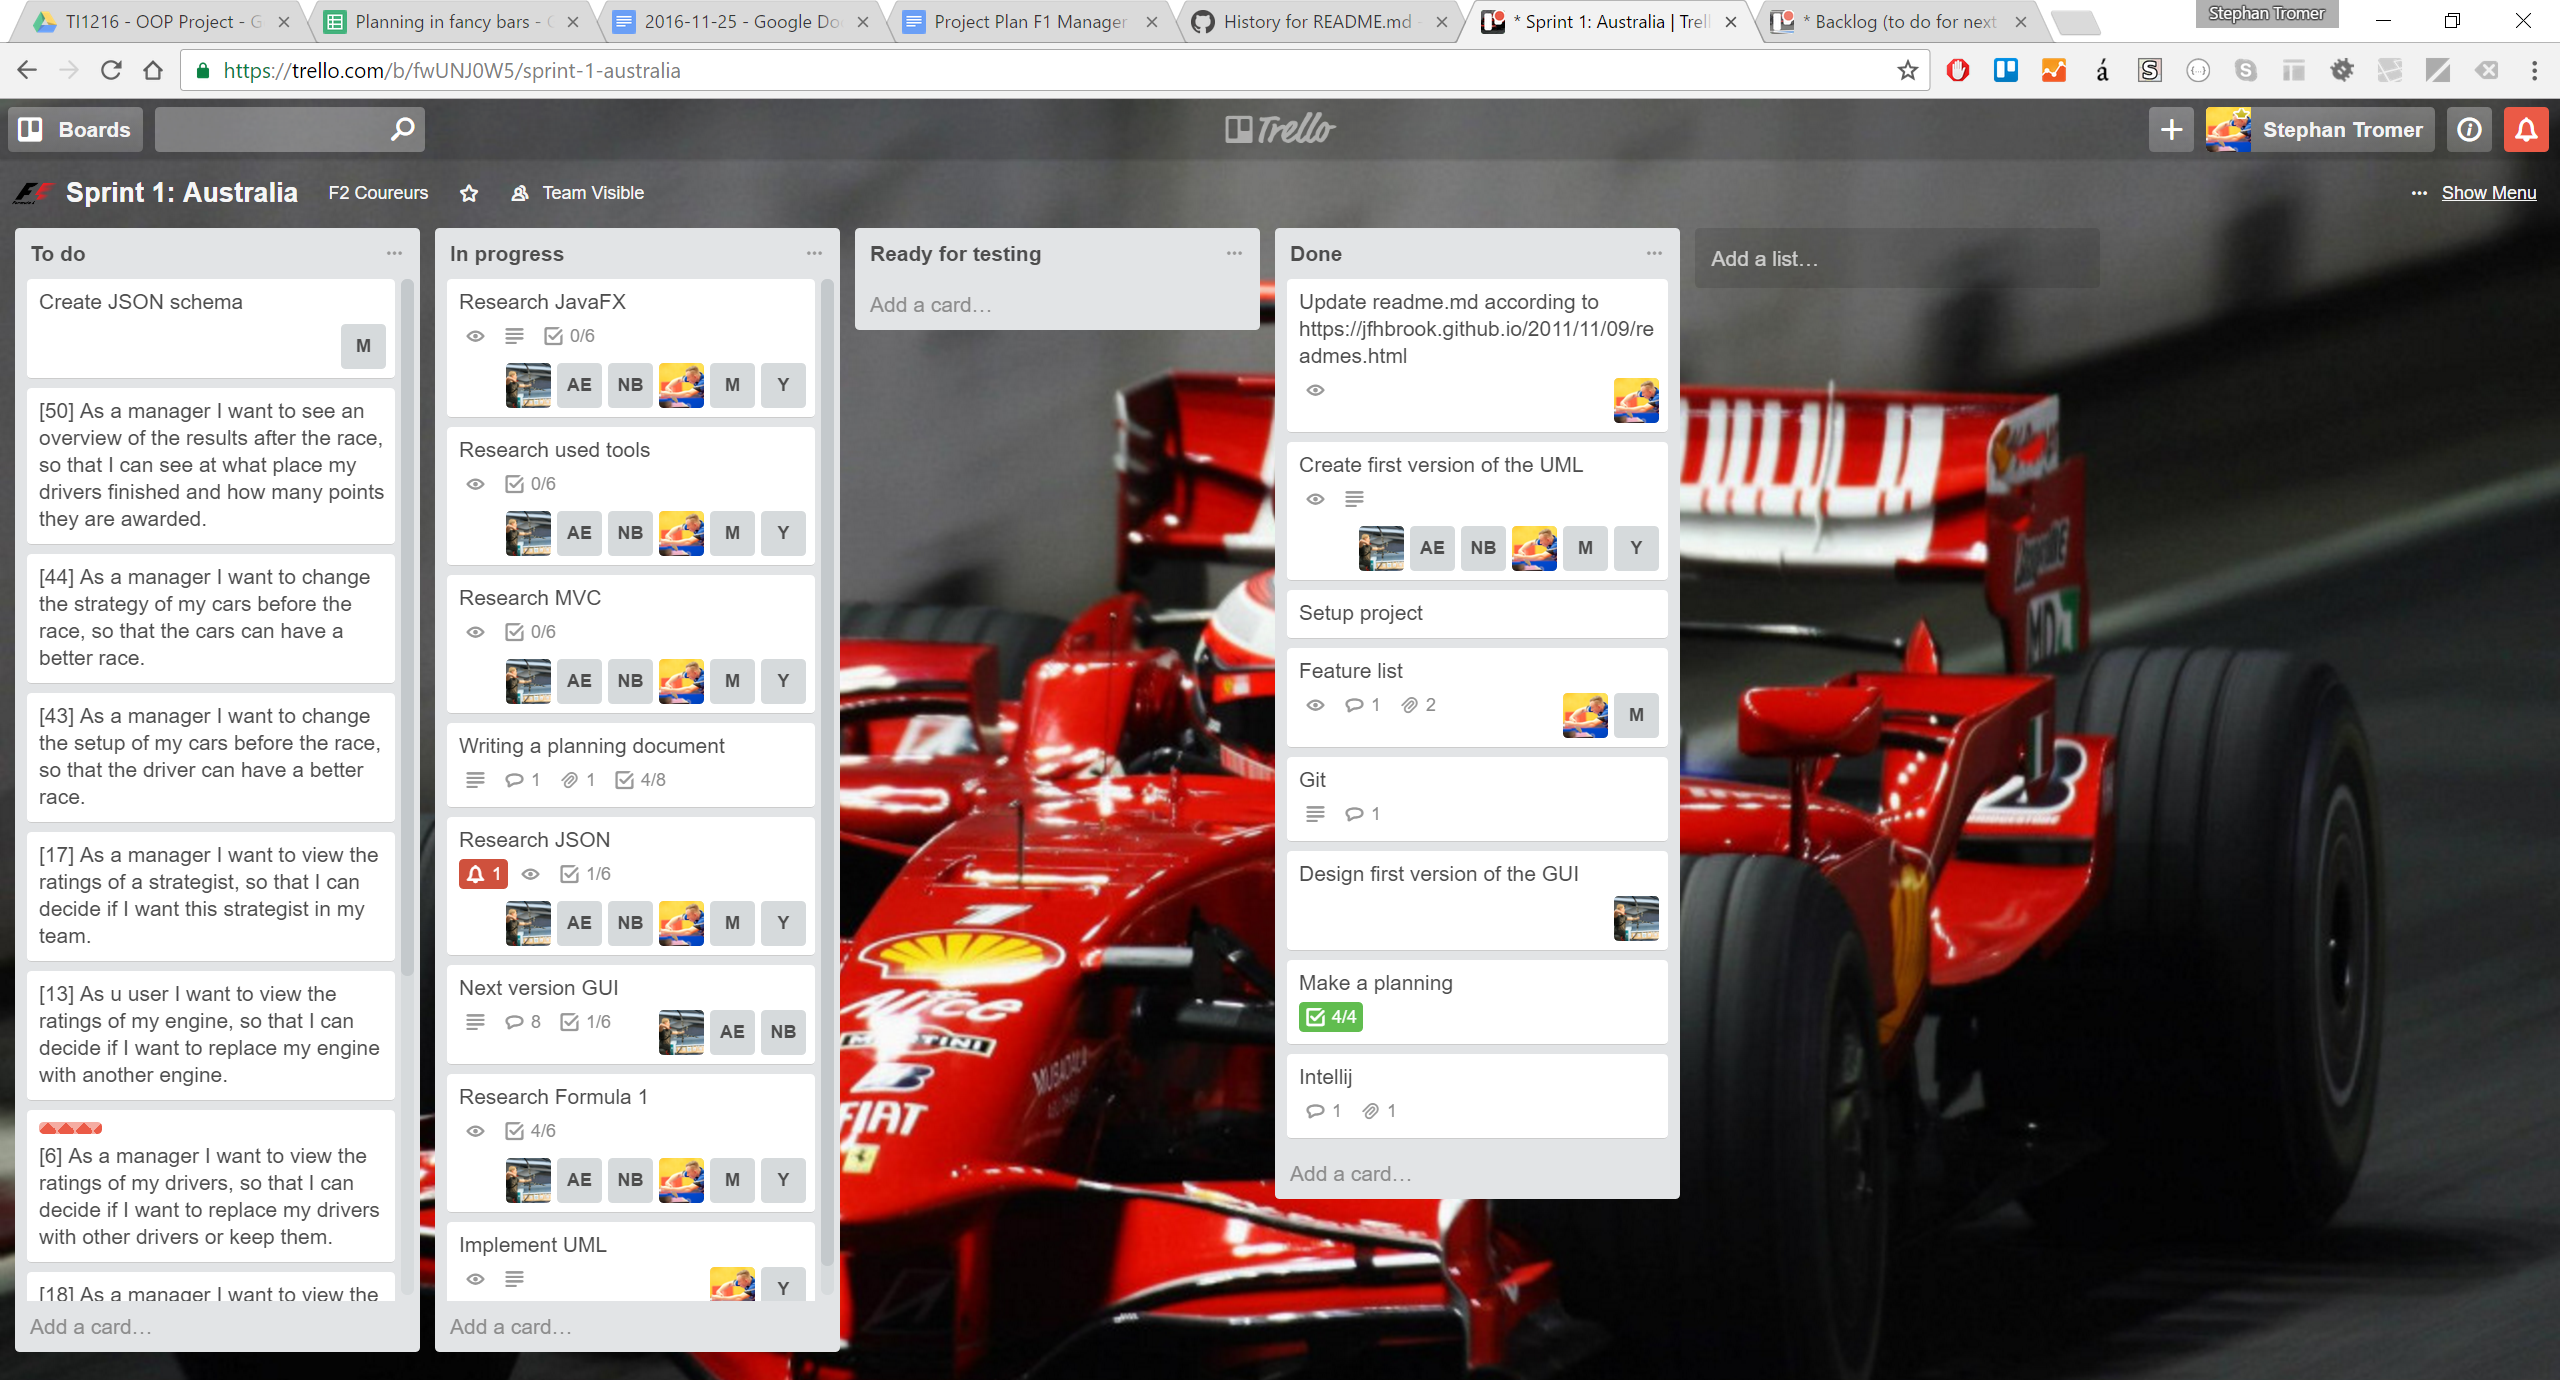 TI1216 - OOP Project - G
Planning in fancy bars -
2016-11-25 - Google Do
Project Plan F1 Manager
History for README.md
* Sprint 1: Australia | Trel
* Backlog (to do for next
Stephan Tromer
https://trello.com/b/fwUNJ0W5/sprint-1-australia
Boards
Trello
Stephan Tromer
Sprint 1: Australia
F2 Coureurs
Team Visible
Show Menu
To do
Create JSON schema
M
[50] As a manager I want to see an
overview of the results after the race,
so that I can see at what place my
drivers finished and how many points
they are awarded.
[44] As a manager I want to change
the strategy of my cars before the
race, so that the cars can have a
better race.
[43] As a manager I want to change
the setup of my cars before the race,
so that the driver can have a better
race.
[17] As a manager I want to view the
ratings of a strategist, so that I can
decide if I want this strategist in my
team.
[13] As u user I want to view the
ratings of my engine, so that I can
decide if I want to replace my engine
with another engine.
[6] As a manager I want to view the
ratings of my drivers, so that I can
decide if I want to replace my drivers
with other drivers or keep them.
[18] As a manager I want to view the
Add a card…
In progress
Research JavaFX
0/6
AE NB M Y
Research used tools
0/6
AE NB M Y
Research MVC
0/6
AE NB M Y
Writing a planning document
1 1 4/8
Research JSON
1 1/6
AE NB M Y
Next version GUI
8 1/6
AE NB
Research Formula 1
4/6
AE NB M Y
Implement UML
Y
Add a card…
Ready for testing
Add a card…
Done
Update readme.md according to
https://jfhbrook.github.io/2011/11/09/re
admes.html
Create first version of the UML
AE NB M Y
Setup project
Feature list
1 2
M
Git
1
Design first version of the GUI
Make a planning
4/4
Intellij
1 1
Add a card…
Add a list…
1
Alice
MARTINI
MUBADALA
FIAT